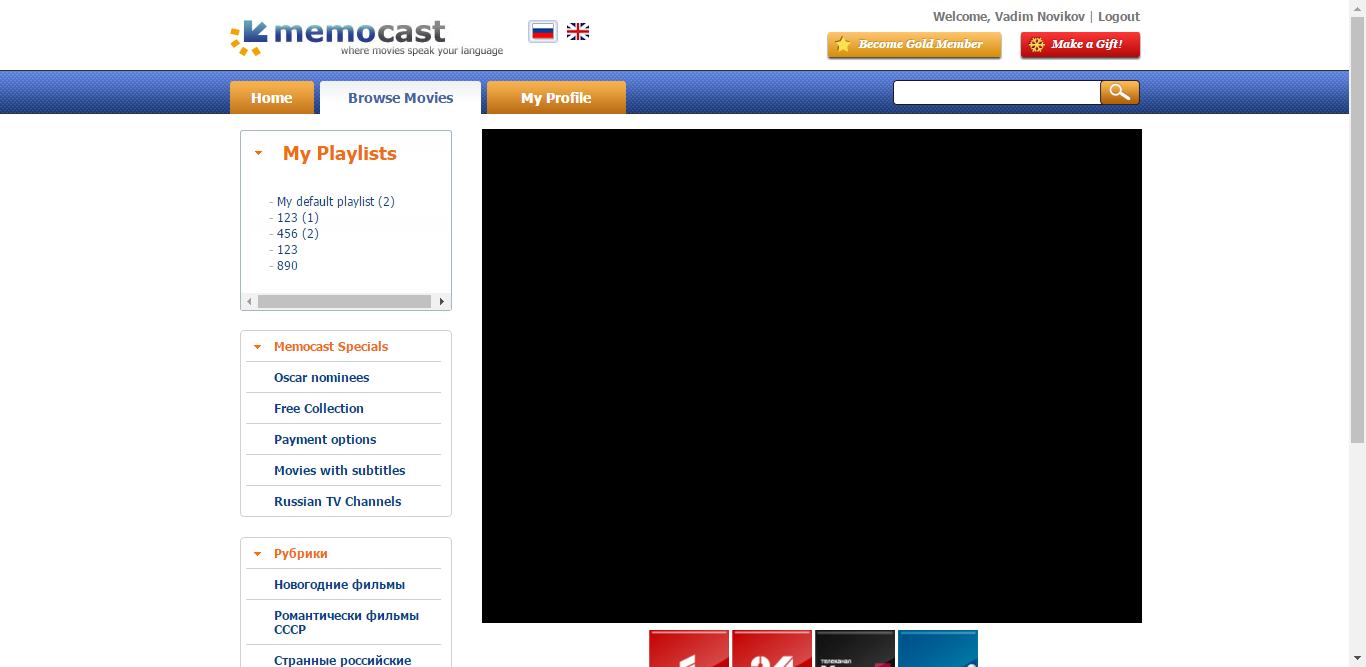 memocast
where movies speak your language
Welcome, Vadim Novikov | Logout
Become Gold Member
Make a Gift!
Home
Browse Movies
My Profile
My Playlists
- My default playlist (2)
- 123 (1)
- 456 (2)
- 123
- 890
Memocast Specials
Oscar nominees
Free Collection
Payment options
Movies with subtitles
Russian TV Channels
Рубрики
Новогодние фильмы
Романтически фильмы
СССР
Странные российские
телеканал